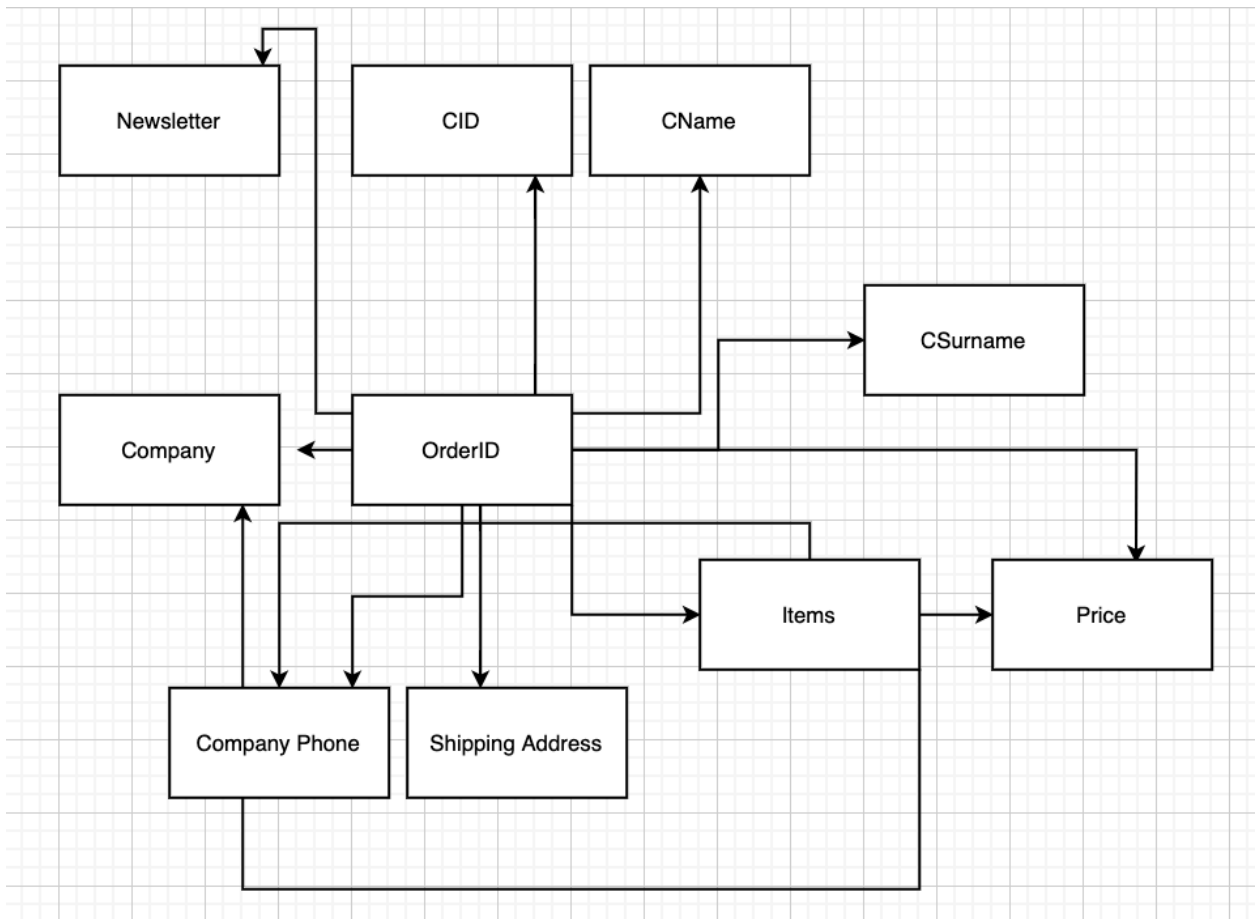 Newsletter
CID
CName
CSurname
Company
OrderID
Items
Price
Company Phone
Shipping Address